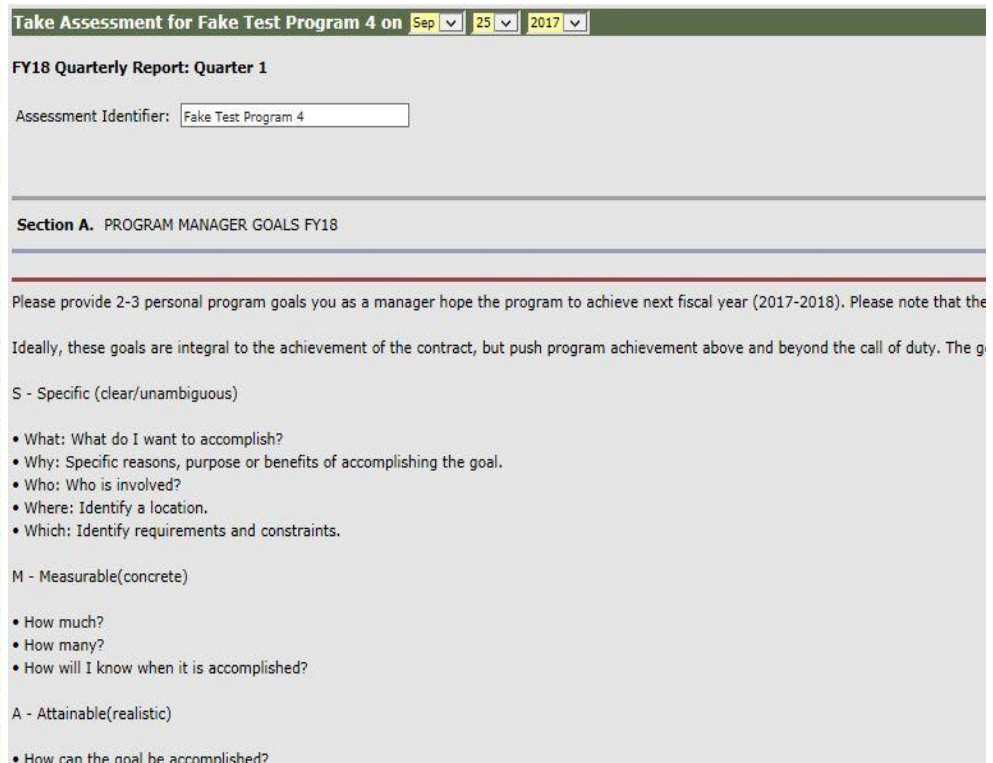 Take Assessment for Fake Test Program 4 on Sep 25 2017
FY18 Quarterly Report: Quarter 1
Assessment Identifier: Fake Test Program 4
Section A. PROGRAM MANAGER GOALS FY18
Please provide 2-3 personal program goals you as a manager hope the program to achieve next fiscal year (2017-2018). Please note that the
Ideally, these goals are integral to the achievement of the contract, but push program achievement above and beyond the call of duty. The
S - Specific (clear/unambiguous)
• What: What do I want to accomplish?
• Why: Specific reasons, purpose or benefits of accomplishing the goal.
• Who: Who is involved?
• Where: Identify a location.
• Which: Identify requirements and constraints.
M - Measurable(concrete)
• How much?
• How many?
• How will I know when it is accomplished?
A - Attainable(realistic)
• How can the goal be accomplished?